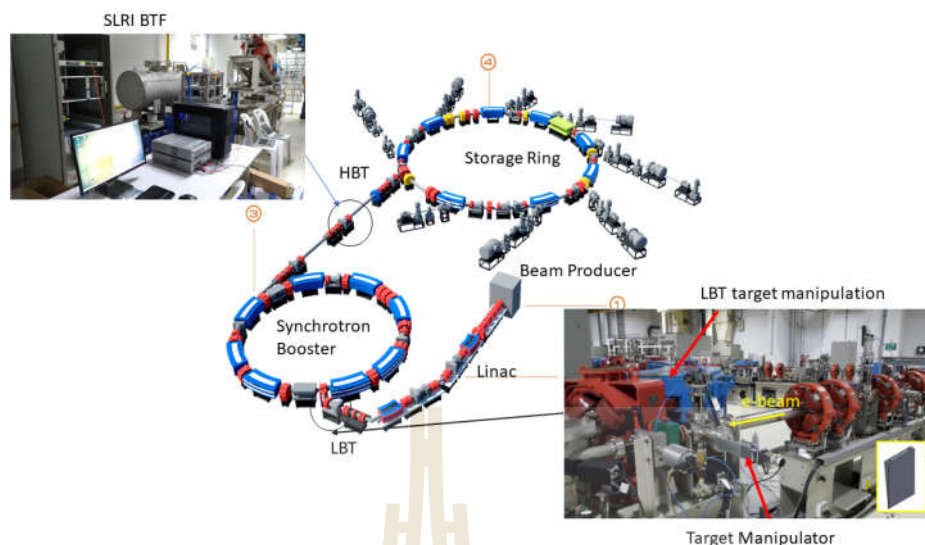 SLRI BTF
④
Storage Ring
HBT
③
Beam Producer
①
LBT target manipulation
Synchrotron
Booster
Linac
e-beam
LBT
Target Manipulator